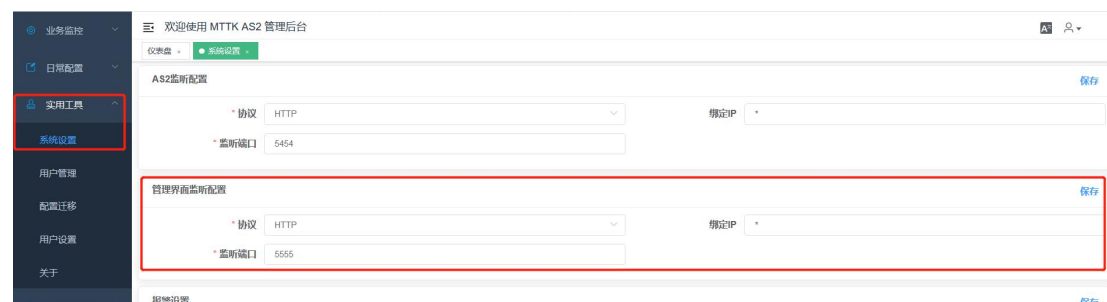 业务监控
欢迎使用 MTTK AS2 管理后台
仪表盘 ×
系统设置 ×
日常配置
实用工具
系统设置
用户管理
配置迁移
用户设置
关于
AS2监听配置
保存
* 协议 HTTP
绑定IP *
* 监听端口 5454
管理界面监听配置
保存
* 协议 HTTP
绑定IP *
* 监听端口 5555
报警设置
保存